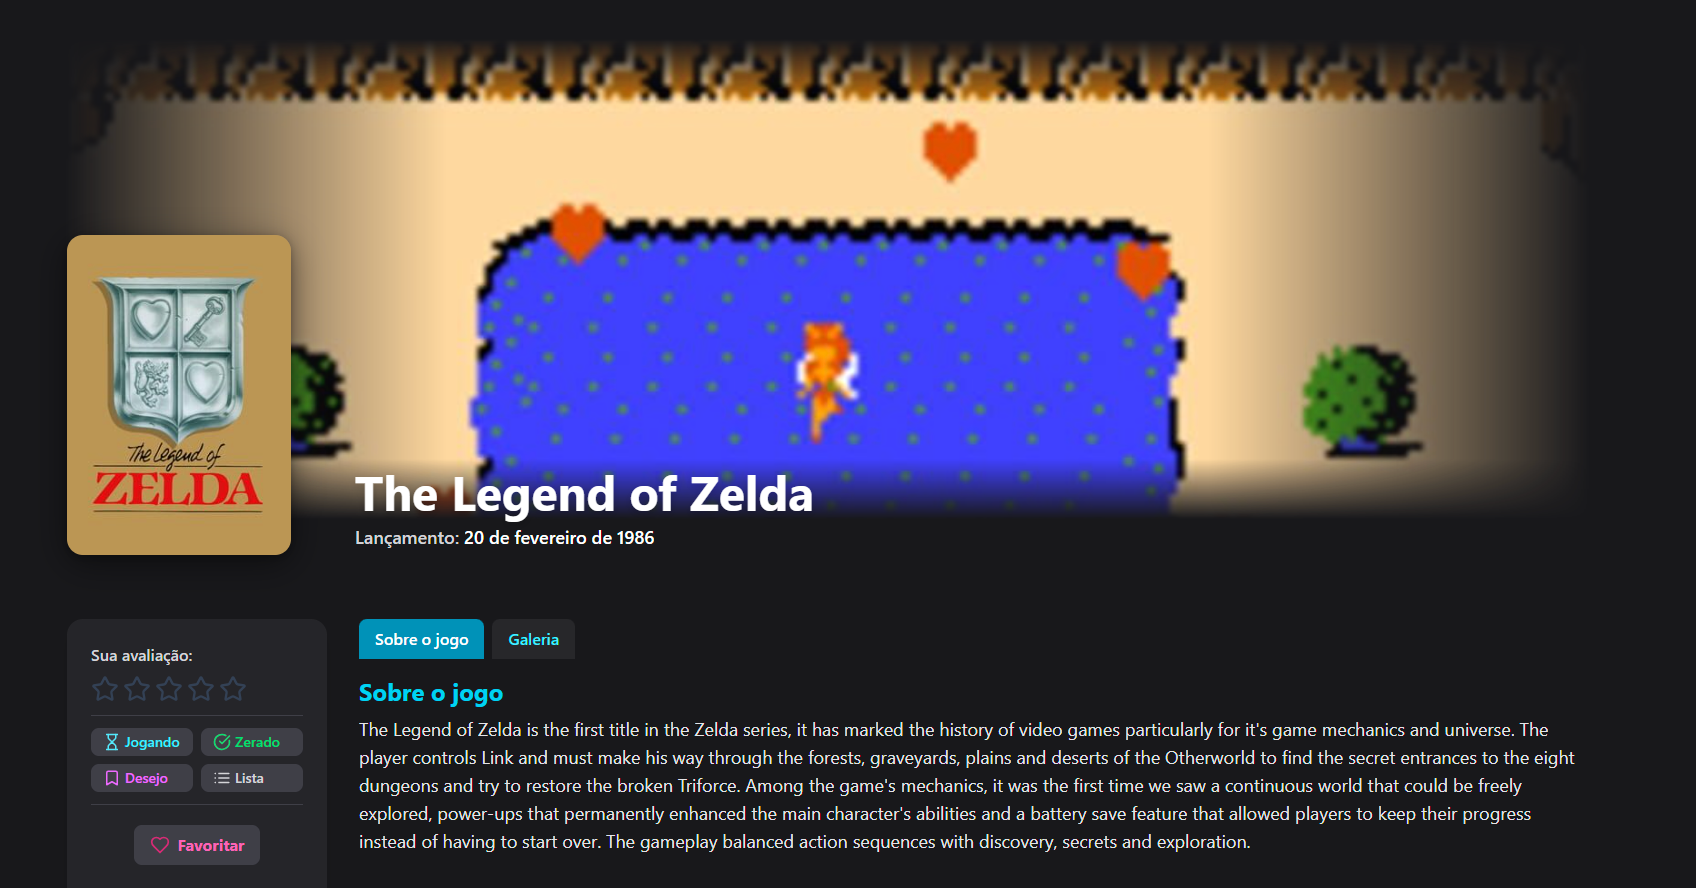 The Legend of
ZELDA
The Legend of Zelda
Lançamento: 20 de fevereiro de 1986
Sua avaliação:
Jogando
Zerado
Desejo
Lista
Favoritar
Sobre o jogo
Galeria
Sobre o jogo
The Legend of Zelda is the first title in the Zelda series, it has marked the history of video games particularly for it's game mechanics and universe. The
player controls Link and must make his way through the forests, graveyards, plains and deserts of the Otherworld to find the secret entrances to the eight
dungeons and try to restore the broken Triforce. Among the game's mechanics, it was the first time we saw a continuous world that could be freely
explored, power-ups that permanently enhanced the main character's abilities and a battery save feature that allowed players to keep their progress
instead of having to start over. The gameplay balanced action sequences with discovery, secrets and exploration.